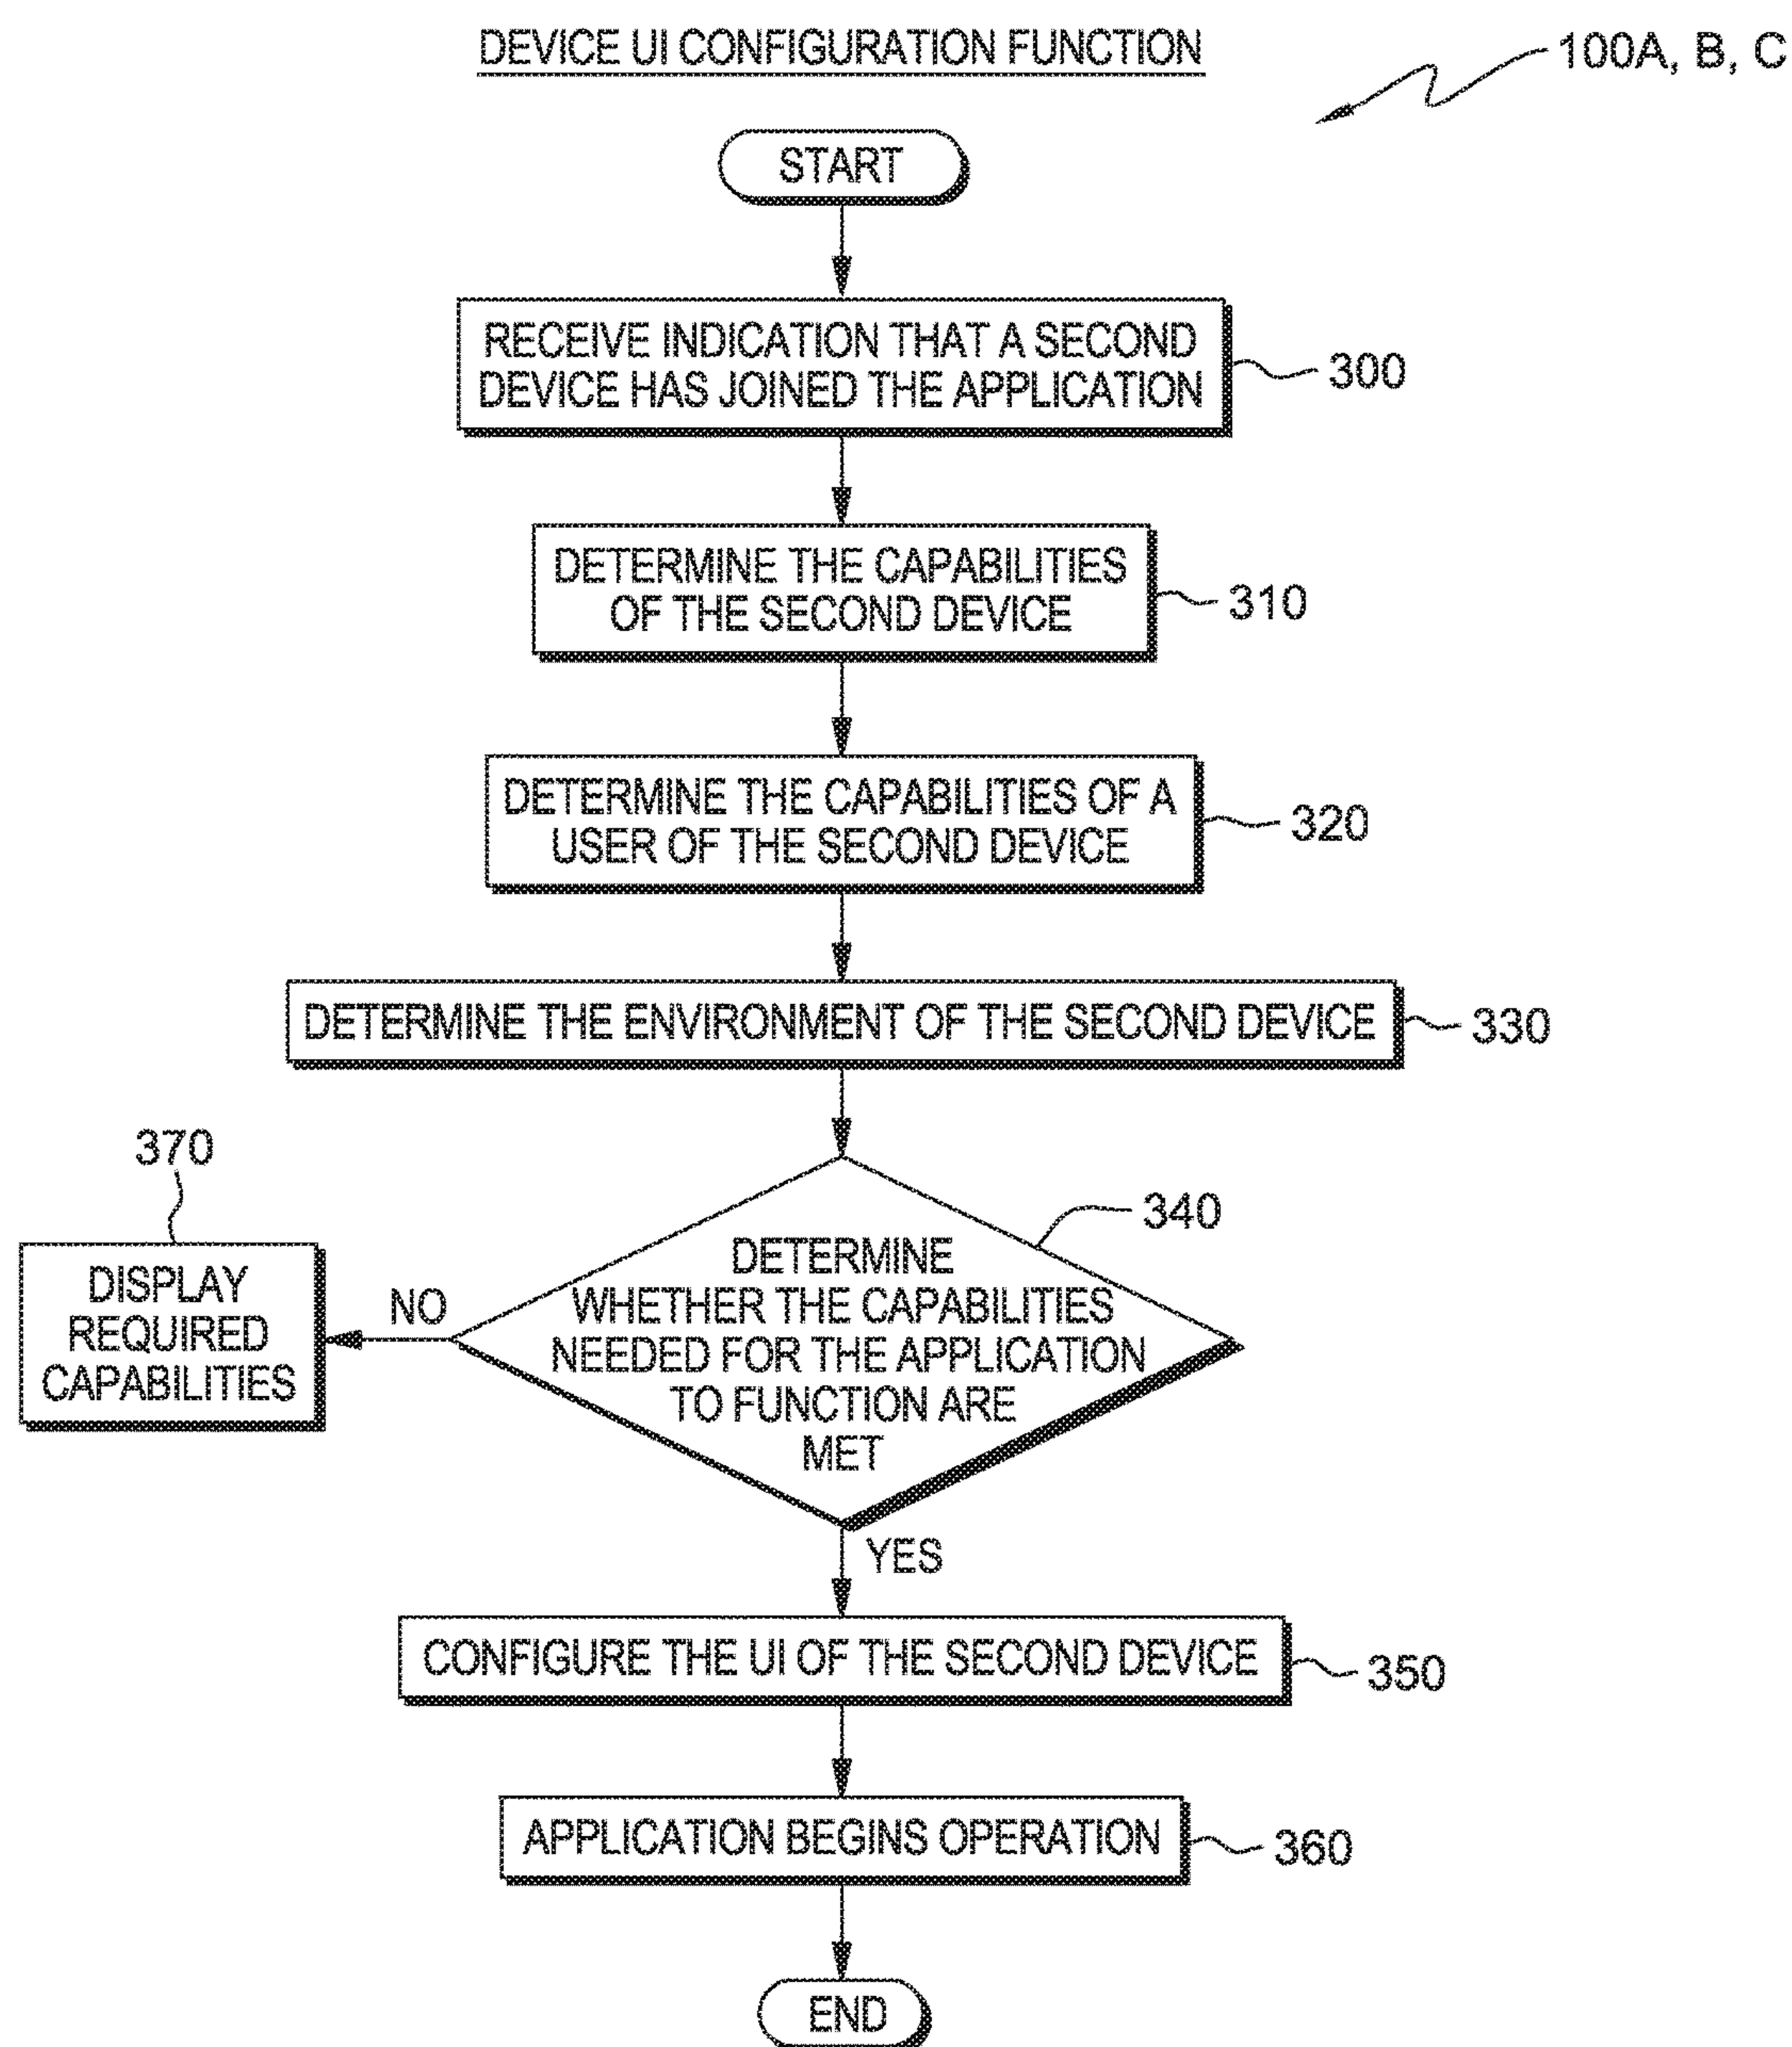 DEVICE UI CONFIGURATION FUNCTION
100A, B, C
START
RECEIVE INDICATION THAT A SECOND
DEVICE HAS JOINED THE APPLICATION
300
DETERMINE THE CAPABILITIES
OF THE SECOND DEVICE
310
DETERMINE THE CAPABILITIES OF A
USER OF THE SECOND DEVICE
320
DETERMINE THE ENVIRONMENT OF THE SECOND DEVICE
330
370
DISPLAY
REQUIRED
CAPABILITIES
NO
340
DETERMINE
WHETHER THE CAPABILITIES
NEEDED FOR THE APPLICATION
TO FUNCTION ARE
MET
YES
CONFIGURE THE UI OF THE SECOND DEVICE
350
APPLICATION BEGINS OPERATION
360
END